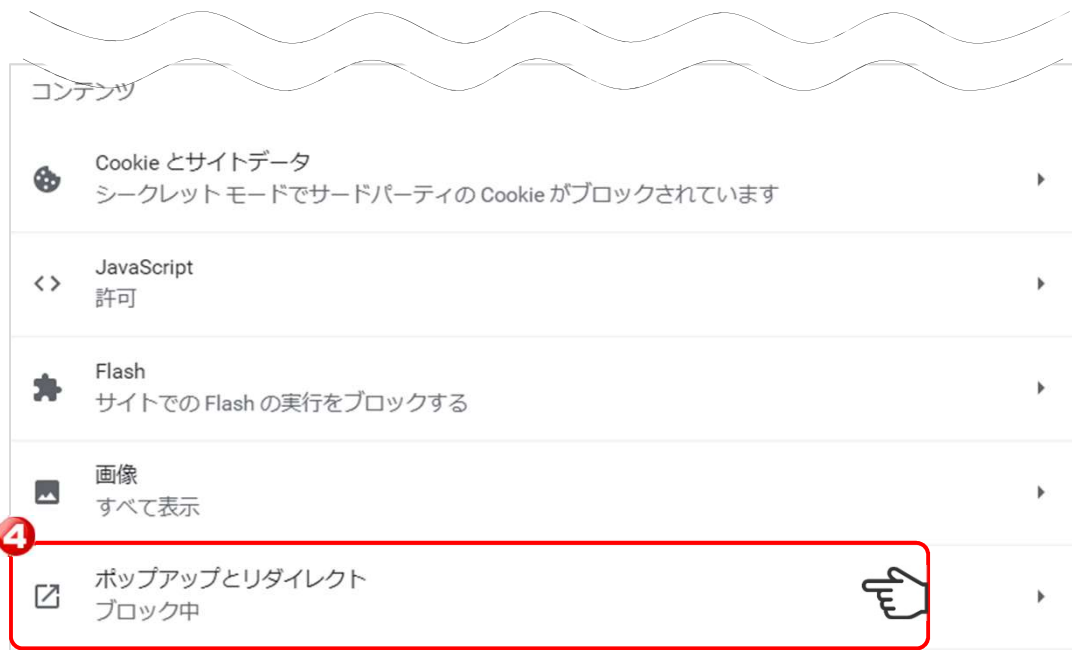 コンテンツ
Cookie とサイトデータ
シークレット モードでサードパーティの Cookie がブロックされています
JavaScript
許可
Flash
サイトでの Flash の実行をブロックする
画像
すべて表示
4
ポップアップとリダイレクト
ブロック中